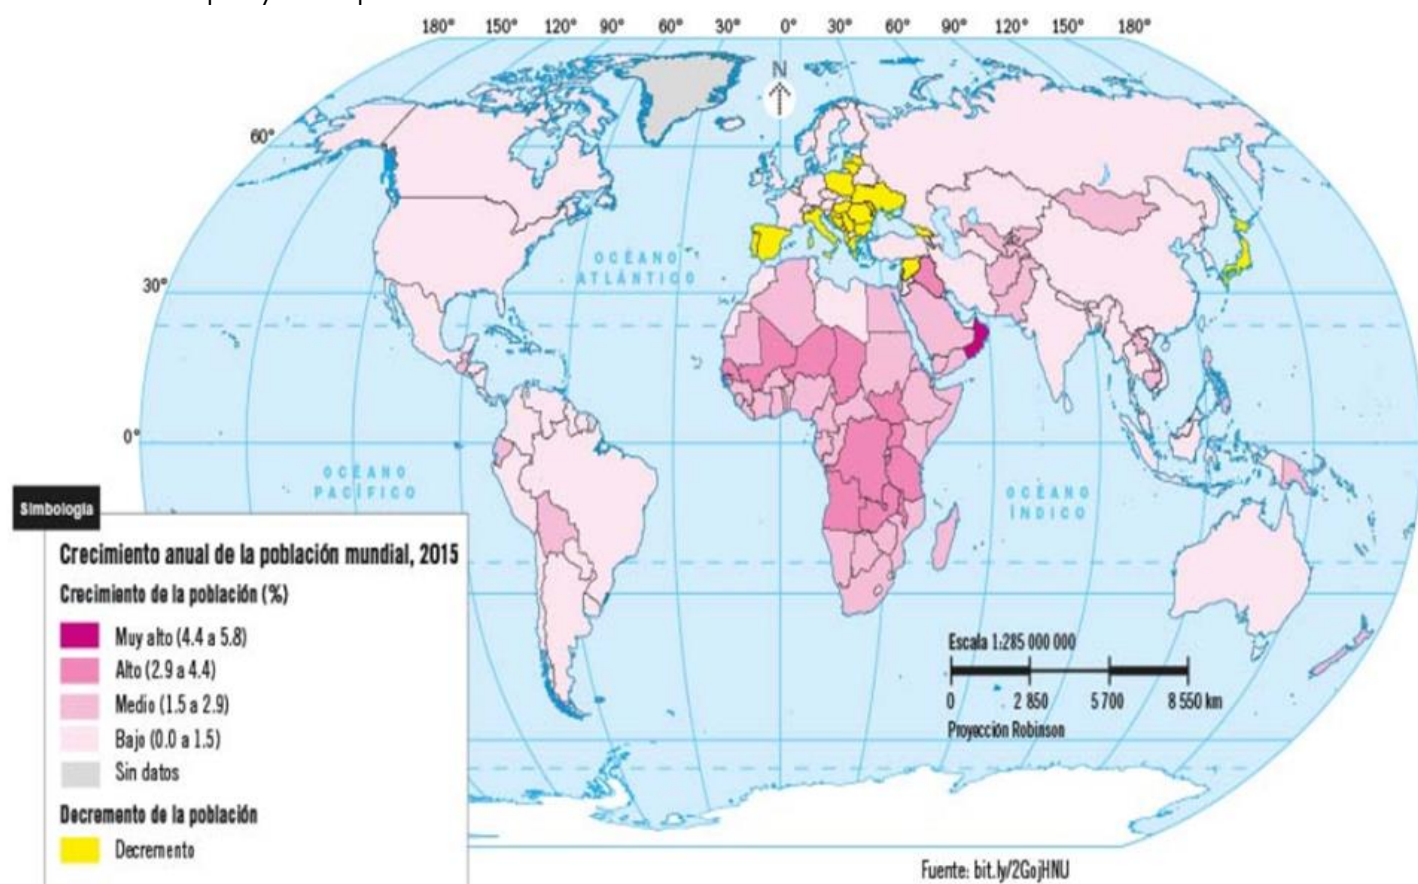 180° 150° 120° 90° 60° 30° 0° 30° 60° 90° 120° 150° 180°
N
60°
30°
0°
OCÉANO
ATLÁNTICO
OCÉANO
PACÍFICO
OCÉANO
ÍNDICO
Simbología
Crecimiento anual de la población mundial, 2015
Crecimiento de la población (%)
Muy alto (4.4 a 5.8)
Alto (2.9 a 4.4)
Medio (1.5 a 2.9)
Bajo (0.0 a 1.5)
Sin datos
Decremento de la población
Decremento
Escala 1:285 000 000
0 2 850 5 700 8 550 km
Proyección Robinson
Fuente: bit.ly/2GojHNU